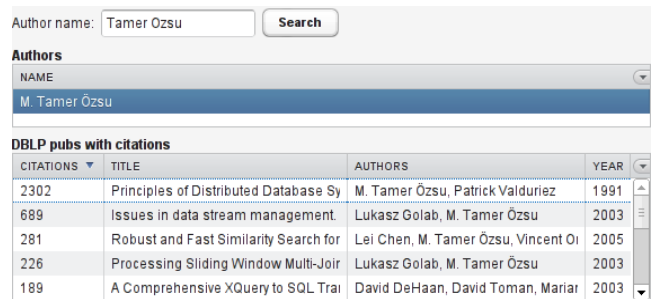 Author name: Tamer Ozsu Search
Authors
NAME
M. Tamer Özsu
DBLP pubs with citations
CITATIONS TITLE AUTHORS YEAR
2302 Principles of Distributed Database Sy M. Tamer Özsu, Patrick Valduriez 1991
689 Issues in data stream management. Lukasz Golab, M. Tamer Özsu 2003
281 Robust and Fast Similarity Search for Lei Chen, M. Tamer Özsu, Vincent 2005
226 Processing Sliding Window Multi-Joir Lukasz Golab, M. Tamer Özsu 2003
189 A Comprehensive XQuery to SQL Trar David DeHaan, David Toman, Mariar 2003